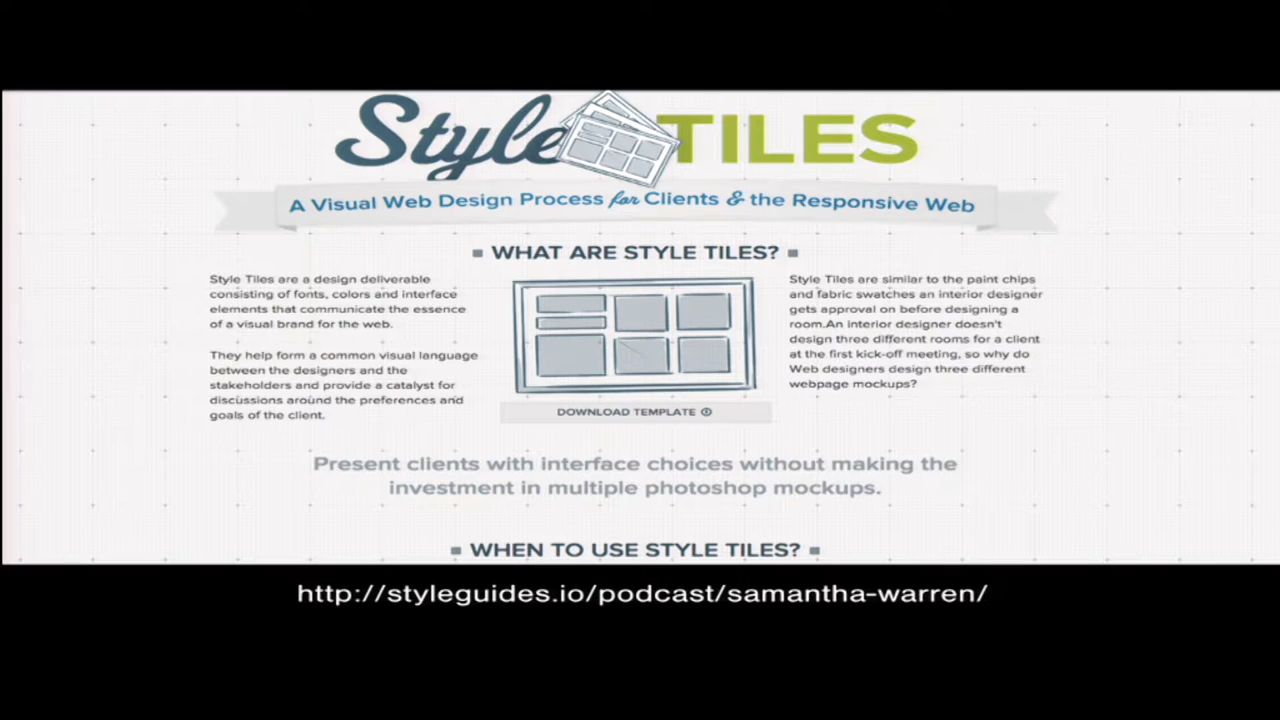 Style TILES
A Visual Web Design Process for Clients & the Responsive Web
WHAT ARE STYLE TILES?
Style Tiles are a design deliverable
consisting of fonts, colors and interface
elements that communicate the essence
of a visual brand for the web.
They help form a common visual language
between the designers and the
stakeholders and provide a catalyst for
discussions around the preferences and
goals of the client.
DOWNLOAD TEMPLATE
Style Tiles are similar to the paint chips
and fabric swatches an interior designer
gets approval on before designing a
room.An interior designer doesn't
design three different rooms for a client
at the first kick-off meeting, so why do
Web designers design three different
webpage mockups?
Present clients with interface choices without making the
investment in multiple photoshop mockups.
WHEN TO USE STYLE TILES?
http://styleguides.io/podcast/samantha-warren/